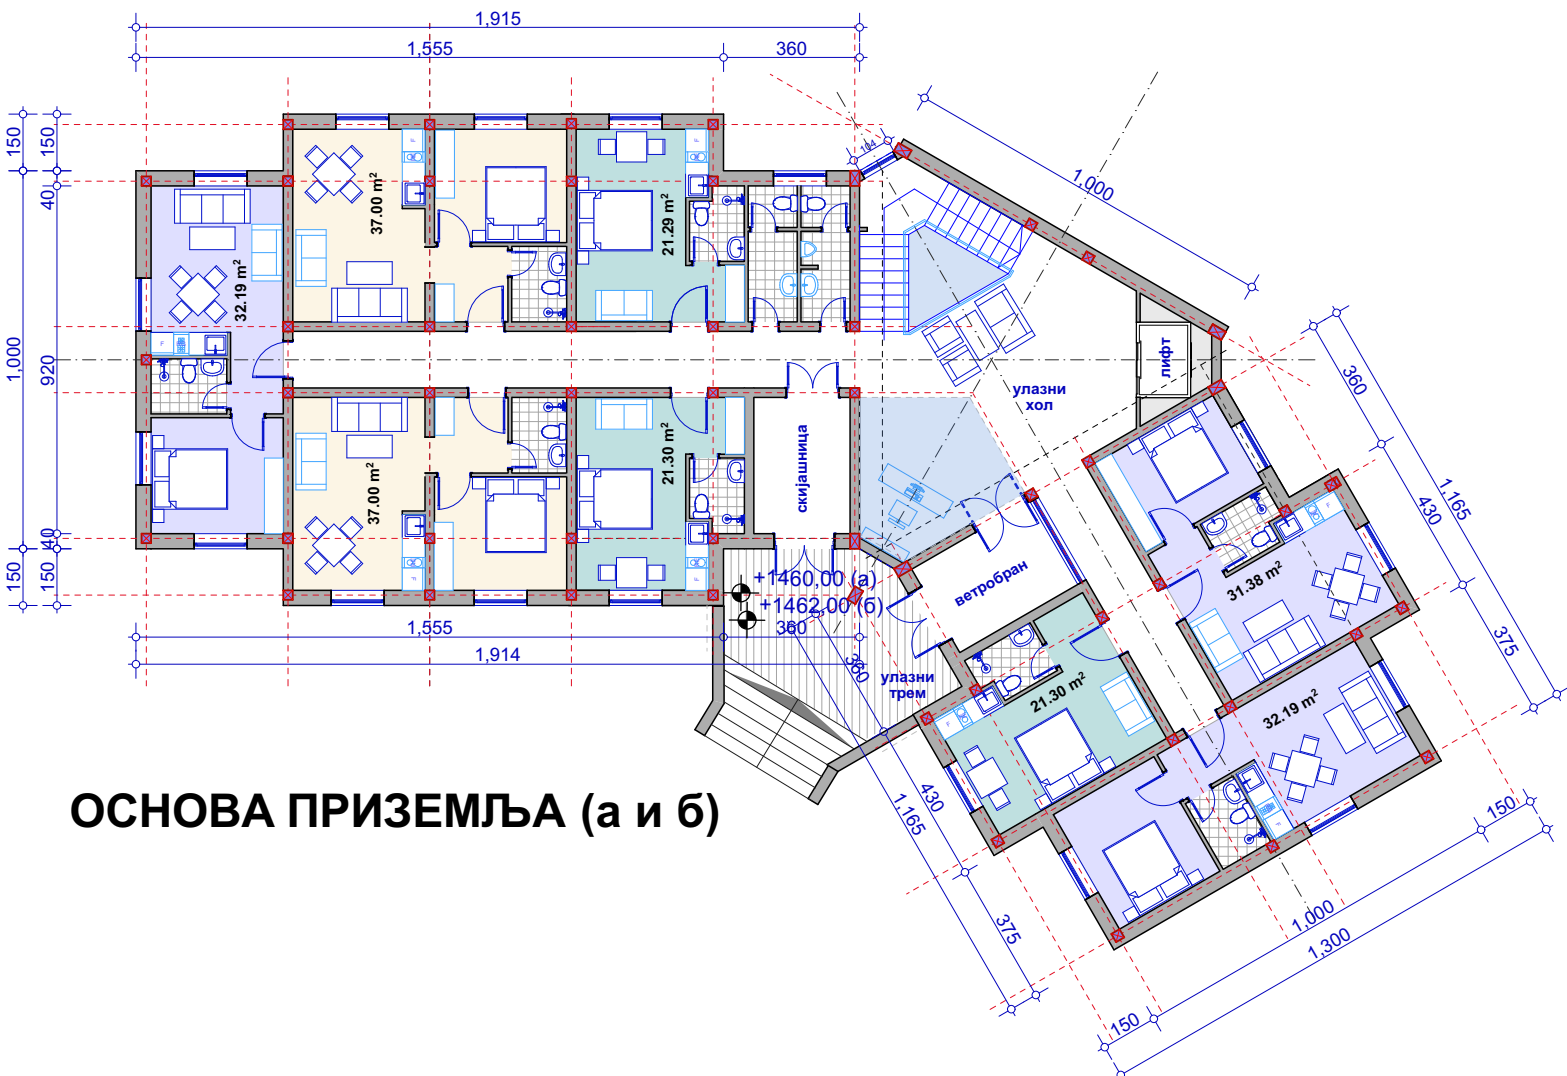 1,915
1,555
360
150
150
40
1,000
920
40
150
150
37.00 m²
21.29 m²
32.19 m²
37.00 m²
21.30 m²
скијашница
104
1,000
лифт
улазни
хол
360
1,165
430
375
31.38 m²
ветробран
+1460,00 (а)
+1462,00 (б)
360
1,555
1,914
360
улазни
трем
21.30 m²
32.19 m²
430
1,165
375
150
1,000
1,300
150
ОСНОВА ПРИЗЕМЉА (а и б)